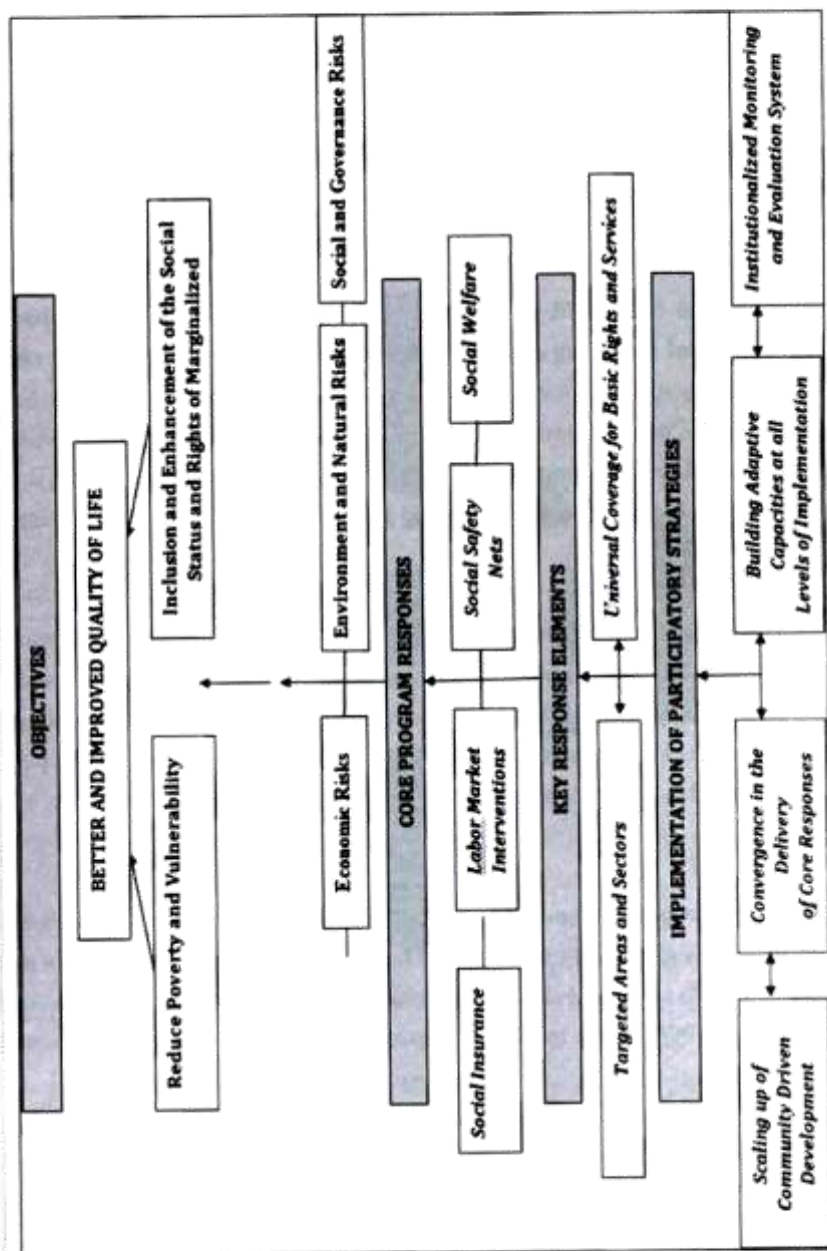 OBJECTIVES
BETTER AND IMPROVED QUALITY OF LIFE
Reduce Poverty and Vulnerability
Inclusion and Enhancement of the Social
Status and Rights of Marginalized
Economic Risks
Environment and Natural Risks
Social and Governance Risks
CORE PROGRAM RESPONSES
Social Insurance
Labor Market
Interventions
Social Safety
Nets
Social Welfare
KEY RESPONSE ELEMENTS
Targeted Areas and Sectors
Universal Coverage for Basic Rights and Services
IMPLEMENTATION OF PARTICIPATORY STRATEGIES
Scaling up of
Community Driven
Development
Convergence in the
Delivery
of Core Responses
Building Adaptive
Capacities at all
Levels of Implementation
Institutionalized Monitoring
and Evaluation System